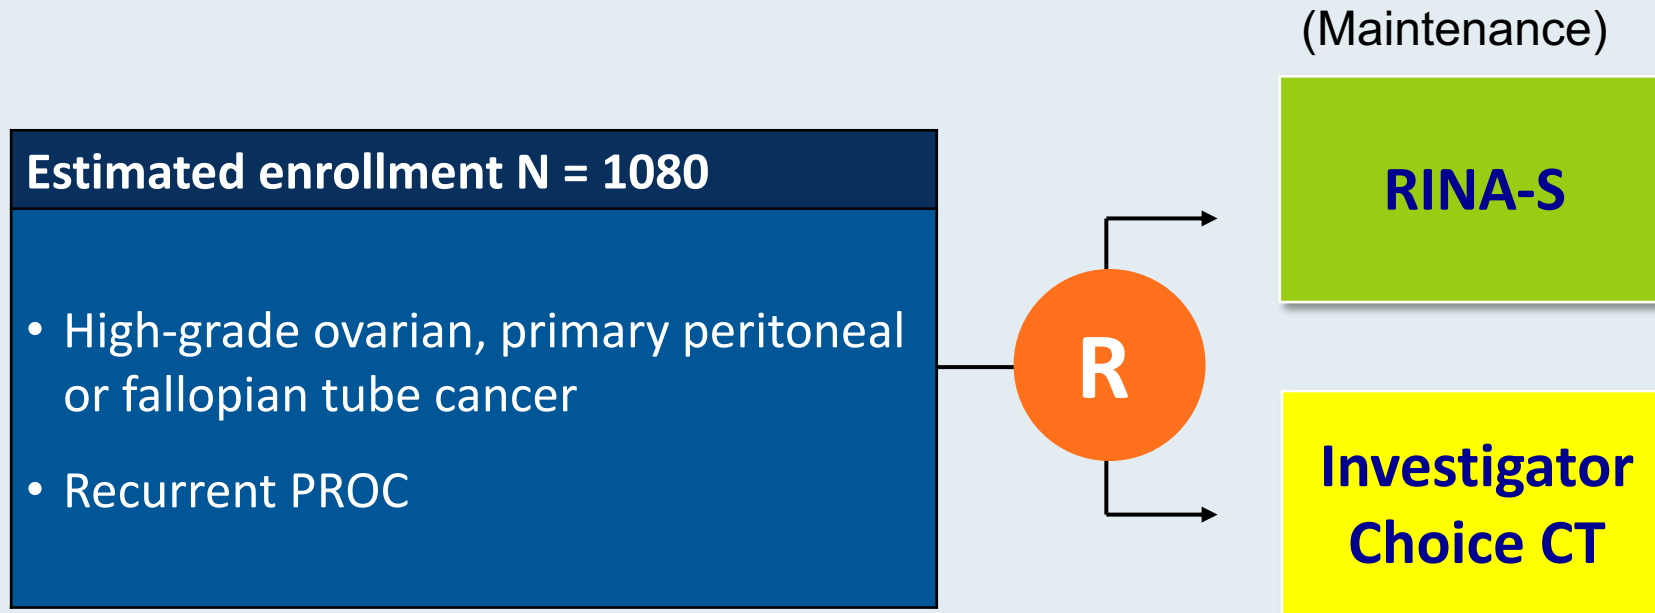 (Maintenance)
Estimated enrollment N = 1080
• High-grade ovarian, primary peritoneal
or fallopian tube cancer
• Recurrent PROC
R
RINA-S
Investigator
Choice CT